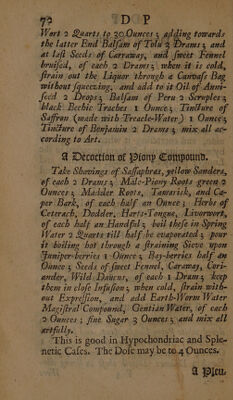 72 D P
Wort 2 Quarts to 30 Ounces ; adding towards
the latter End Balsam of Tolu 2 Drams ; and
at last Seeds of Carraway, and sweet Fennel
bruised, of each 2 Drams ; when it is cold,
strain out the Liquor through a Canvass Bag
without squeezing, and add to it Oil of Anni-
seed 2 Drops ; Balsam of Peru 2 Scruples ;
black Bechic Troches 1 Ounce ; Tincture of
Saffron (made with Treacle-Water) 1 Ounce ;
Tincture of Benjamin 2 Drams ; mix all ac-
cording to Art.
A Decoction of Piony Compound.
Take Shavings of Sassaphras, yellow Sanders,
of each 2 Drams ; Male-Piony Roots green 2
Ounces ; Madder Roots, Tamarisk, and Ca-
per Bark, of each half an Ounce ; Herbs of
Ceterach, Dodder, Harts-Tongue, Liverwort,
of each half an Handful ; boil these in Spring
Water 2 Quarts till half be evaporated ; pour
it boiling hot through a straining Sieve upon
Juniper-berries 1 Ounce ; Bay-berries half an
Ounce ; Seeds of sweet Fennel, Caraway, Cori-
ander, Wild Daucus, of each 1 Dram ; keep
them in close Infusion ; when cold, strain with-
out Expression, and add Earth-Worm Water
Magistral Compound, Gentian Water, of each
2 Ounces ; fine Sugar 3 Ounces ; and mix all
artfully.
This is good in Hypochondriac and Sple-
netic Cases. The Dose may be to 4 Ounces.
A Pleu-